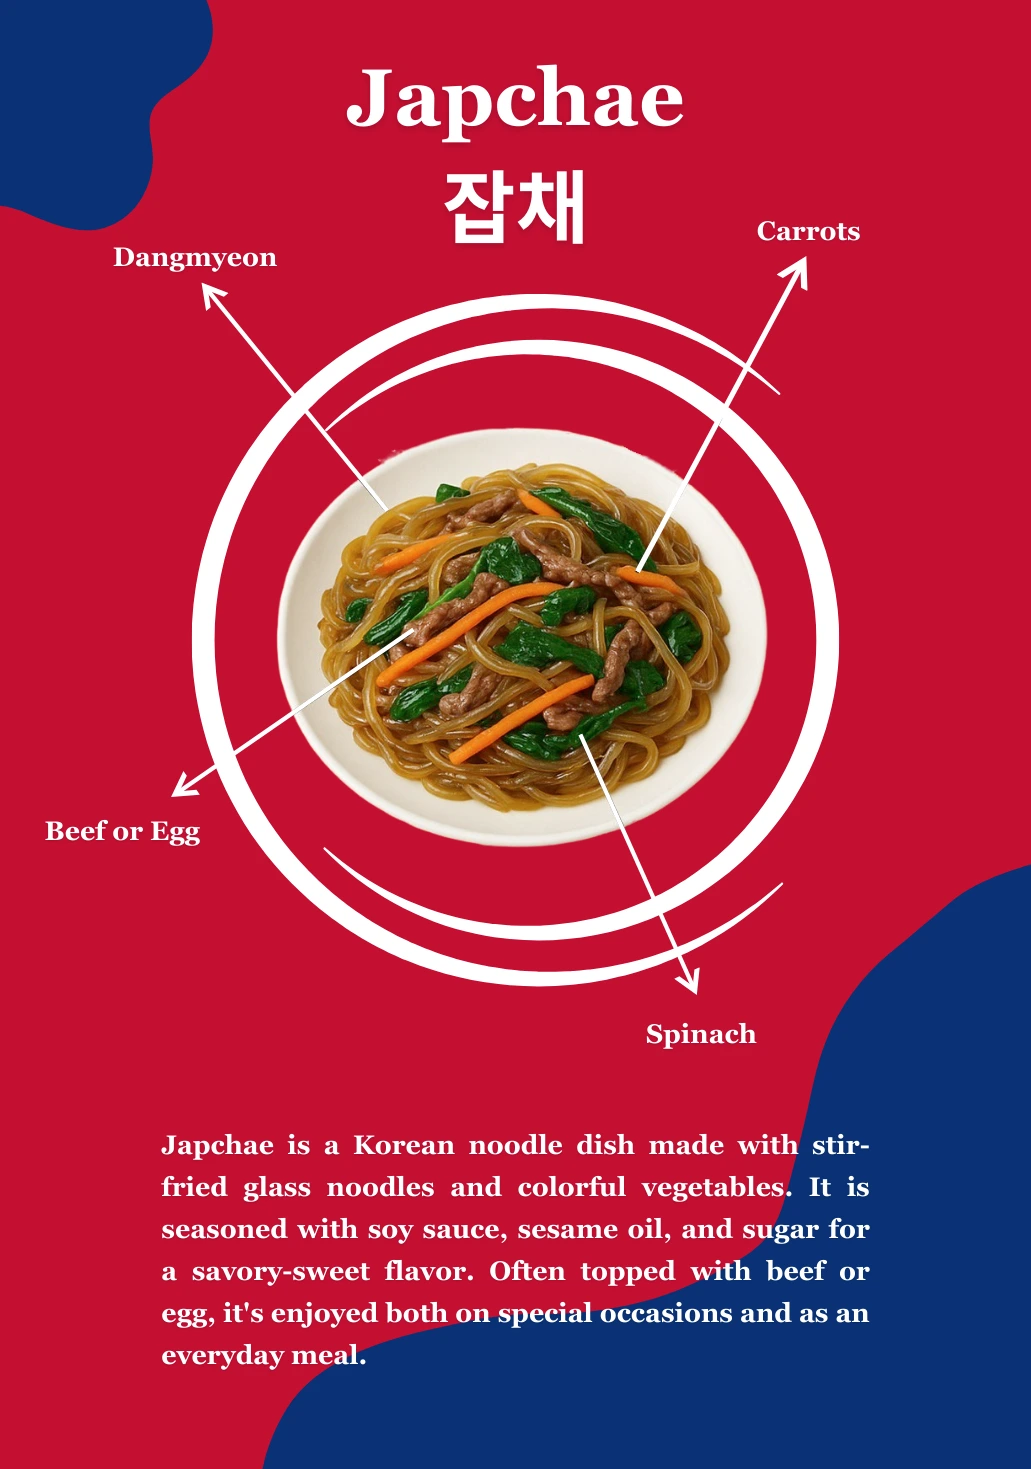 Japchae
잡채
Carrots
Dangmyeon
Beef or Egg
Spinach
Japchae is a Korean noodle dish made with stir-
fried glass noodles and colorful vegetables. It is
seasoned with soy sauce, sesame oil, and sugar for
a savory-sweet flavor. Often topped with beef or
egg, it's enjoyed both on special occasions and as an
everyday meal.